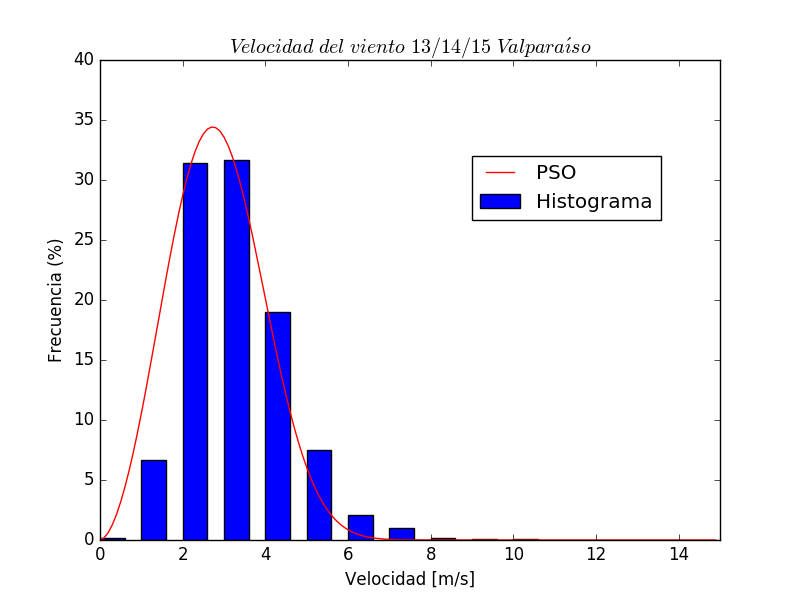 Velocidad del viento 13/14/15 Valparaíso
40
35
30
25
20
15
10
5
0
Frecuencia (%)
PSO
Histograma
0 2 4 6 8 10 12 14
Velocidad [m/s]